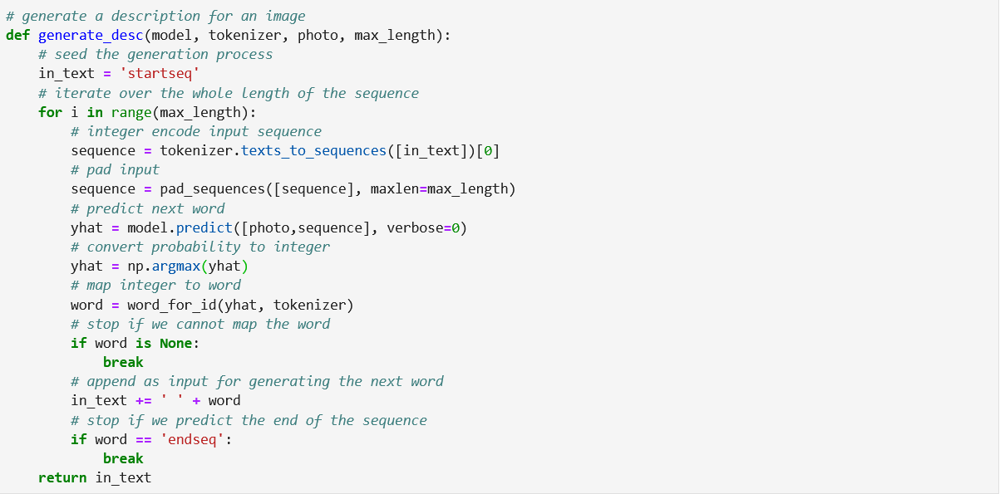 # generate a description for an image
def generate_desc(model, tokenizer, photo, max_length):
    # seed the generation process
    in_text = 'startseq'
    # iterate over the whole length of the sequence
    for i in range(max_length):
        # integer encode input sequence
        sequence = tokenizer.texts_to_sequences([in_text])[0]
        # pad input
        sequence = pad_sequences([sequence], maxlen=max_length)
        # predict next word
        yhat = model.predict([photo,sequence], verbose=0)
        # convert probability to integer
        yhat = np.argmax(yhat)
        # map integer to word
        word = word_for_id(yhat, tokenizer)
        # stop if we cannot map the word
        if word is None:
            break
        # append as input for generating the next word
        in_text += ' ' + word
        # stop if we predict the end of the sequence
        if word == 'endseq':
            break
    return in_text